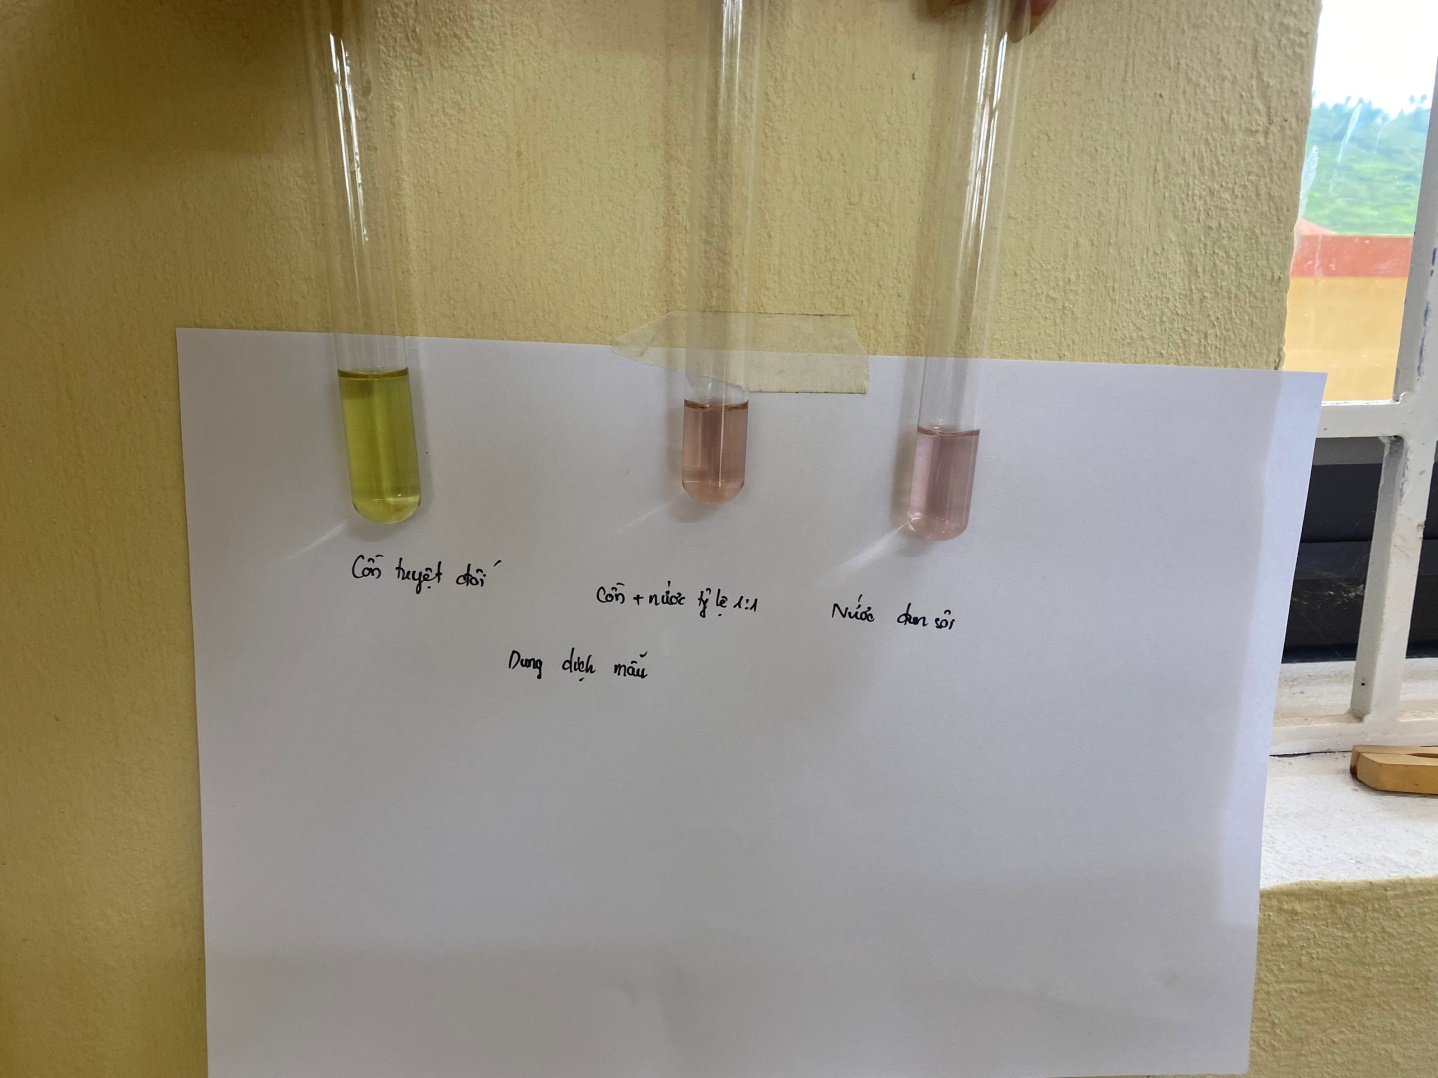 Cồn tuyệt đối
Cồn + nước tỷ lệ 1:1
Nước đun sôi
Dung dịch mẫu